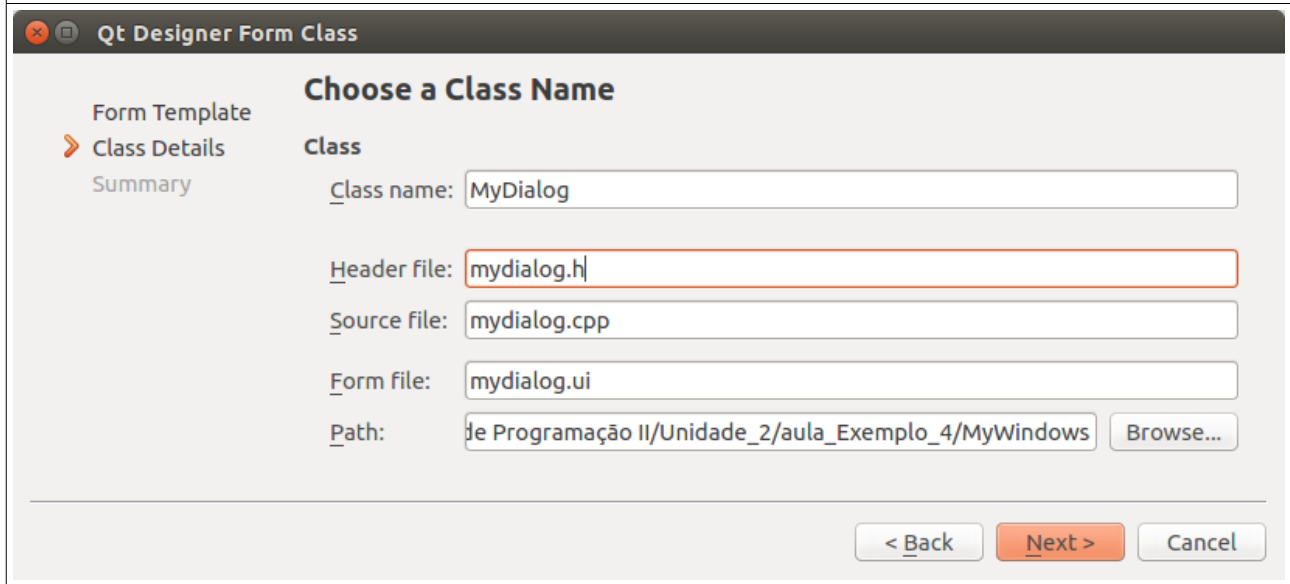 Qt Designer Form Class
Form Template
Class Details
Summary
Choose a Class Name
Class
Class name: MyDialog
Header file: mydialog.h
Source file: mydialog.cpp
Form file: mydialog.ui
Path: de Programação II/Unidade_2/aula_Exemplo_4/MyWindows Browse...
< Back Next > Cancel